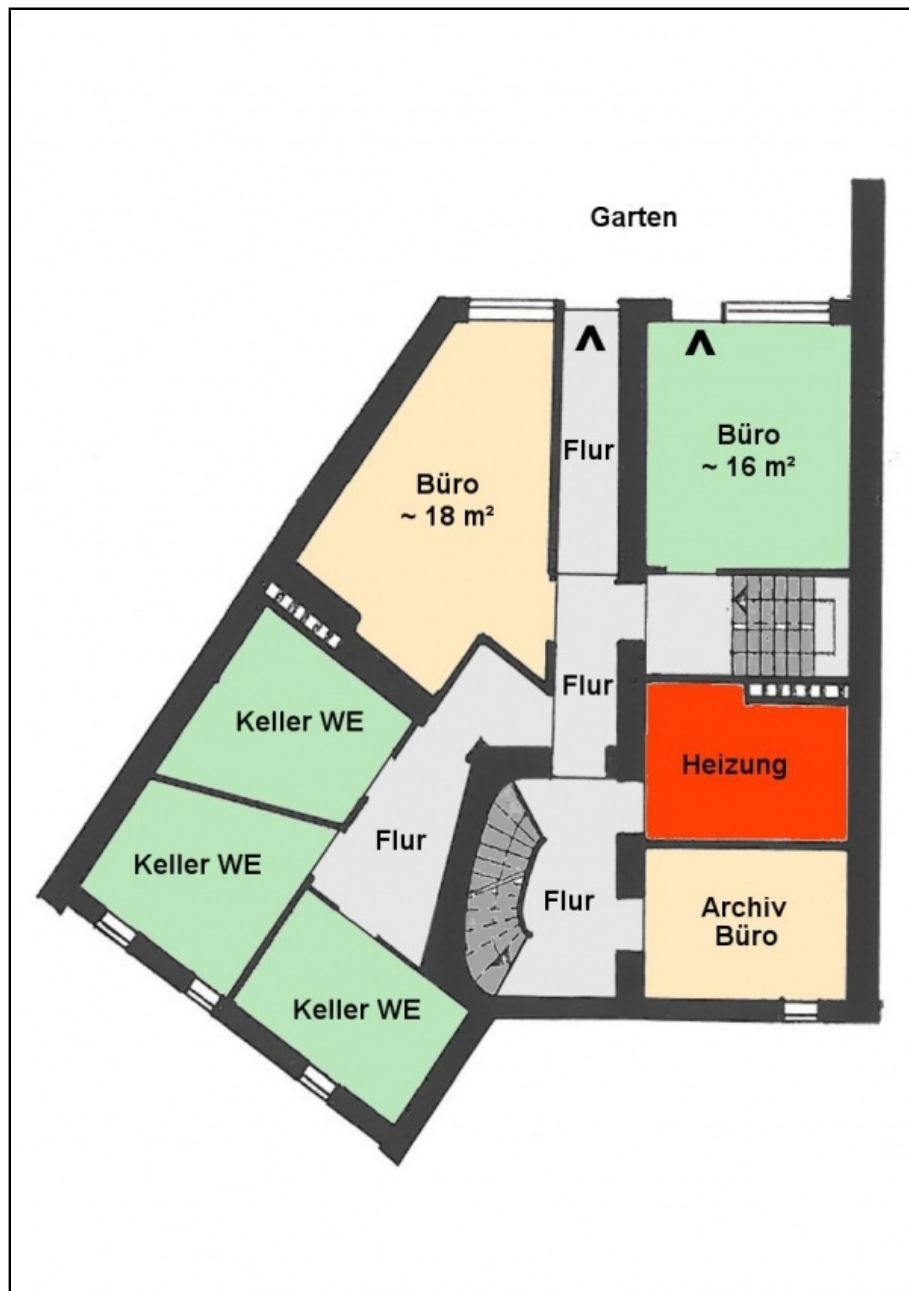 Garten
Büro
~ 16 m²
Flur
Büro
~ 18 m²
Flur
Keller WE
Heizung
Flur
Keller WE
Flur
Archiv
Büro
Keller WE